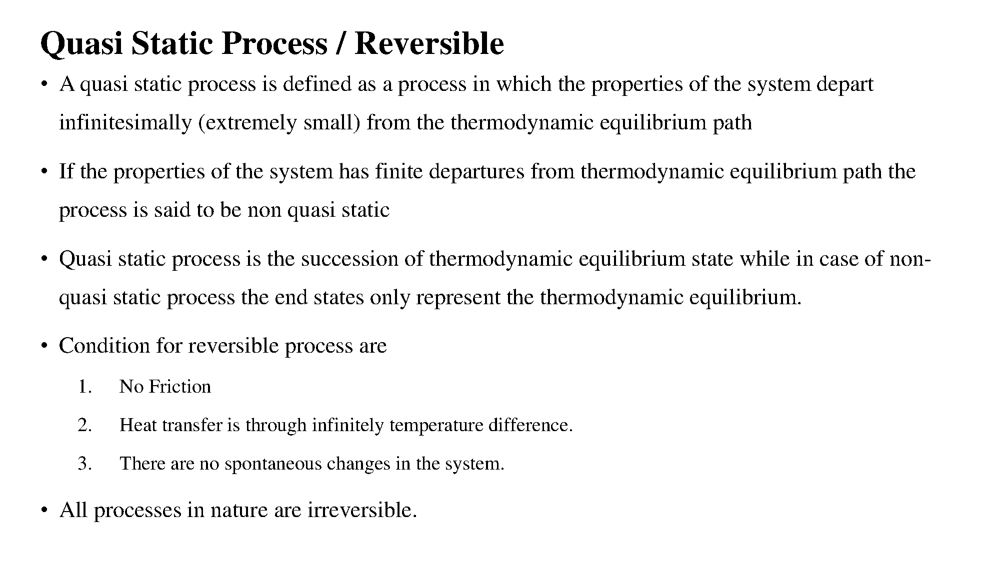 Quasi Static Process / Reversible
• A quasi static process is defined as a process in which the properties of the system depart
infinitesimally (extremely small) from the thermodynamic equilibrium path
• If the properties of the system has finite departures from thermodynamic equilibrium path the
process is said to be non quasi static
• Quasi static process is the succession of thermodynamic equilibrium state while in case of non-
quasi static process the end states only represent the thermodynamic equilibrium.
• Condition for reversible process are
1. No Friction
2. Heat transfer is through infinitely temperature difference.
3. There are no spontaneous changes in the system.
• All processes in nature are irreversible.